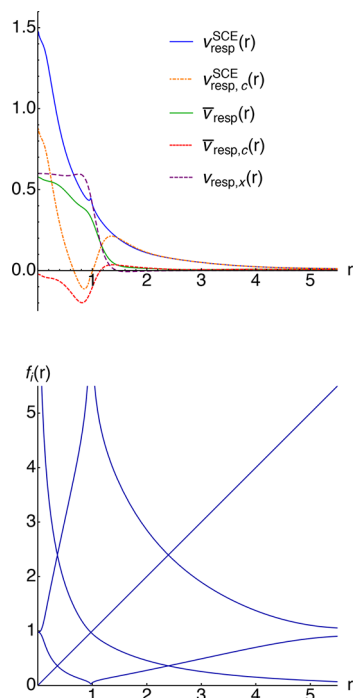 1.5
1.0
0.5
0.0
1
2
3
4
5
r
v^SCE_resp(r)
v^SCE_resp,c(r)
v̅_resp(r)
v̅_resp,c(r)
v_resp,x(r)
f_i(r)
5
4
3
2
1
0
0
1
2
3
4
5
r